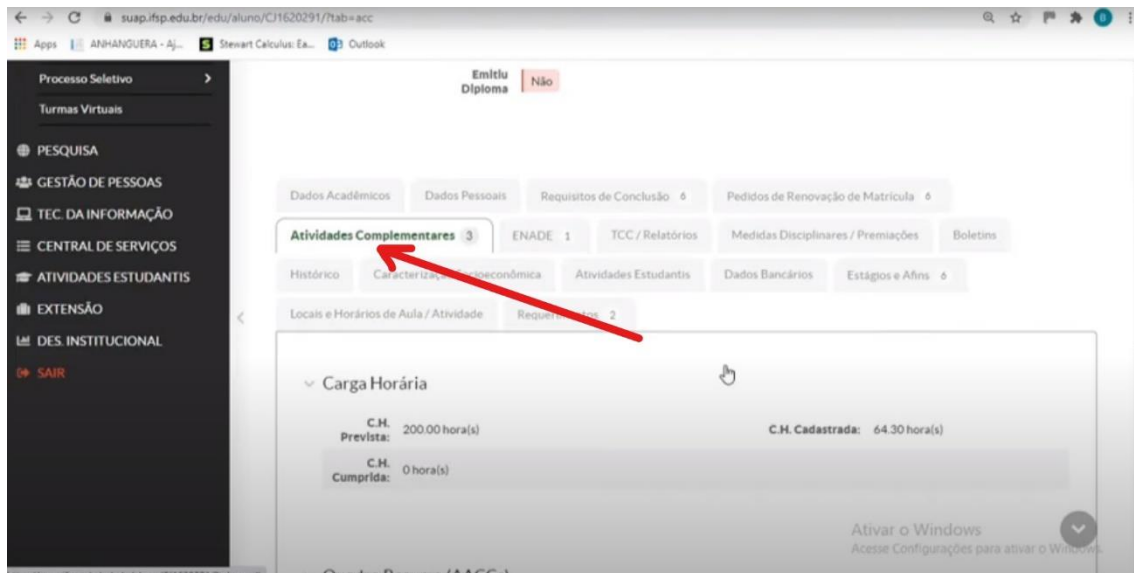 suap.ifsp.edu.br/edu/aluno/CJ1620291/?tab=acc
Apps ANHANGUERA - Aj... Stewart Calculus: Ea... Outlook
Processo Seletivo
Turmas Virtuais
PESQUISA
GESTÃO DE PESSOAS
TEC. DA INFORMAÇÃO
CENTRAL DE SERVIÇOS
ATIVIDADES ESTUDANTIS
EXTENSÃO
DES. INSTITUCIONAL
SAIR
Emitiu
Diploma Não
Dados Acadêmicos Dados Pessoais Requisitos de Conclusão 6 Pedidos de Renovação de Matrícula 6
Atividades Complementares 3 ENADE 1 TCC / Relatórios Medidas Disciplinares / Premiações Boletins
Histórico Caracterização Socioeconômica Atividades Estudantis Dados Bancários Estágios e Afins 6
Locais e Horários de Aula / Atividade Requerimentos 2
Carga Horária
C.H.
Prevista: 200.00 hora(s) C.H. Cadastrada: 64.30 hora(s)
C.H.
Cumprida: 0 hora(s)
Ativar o Windows
Acesse Configurações para ativar o Windows.